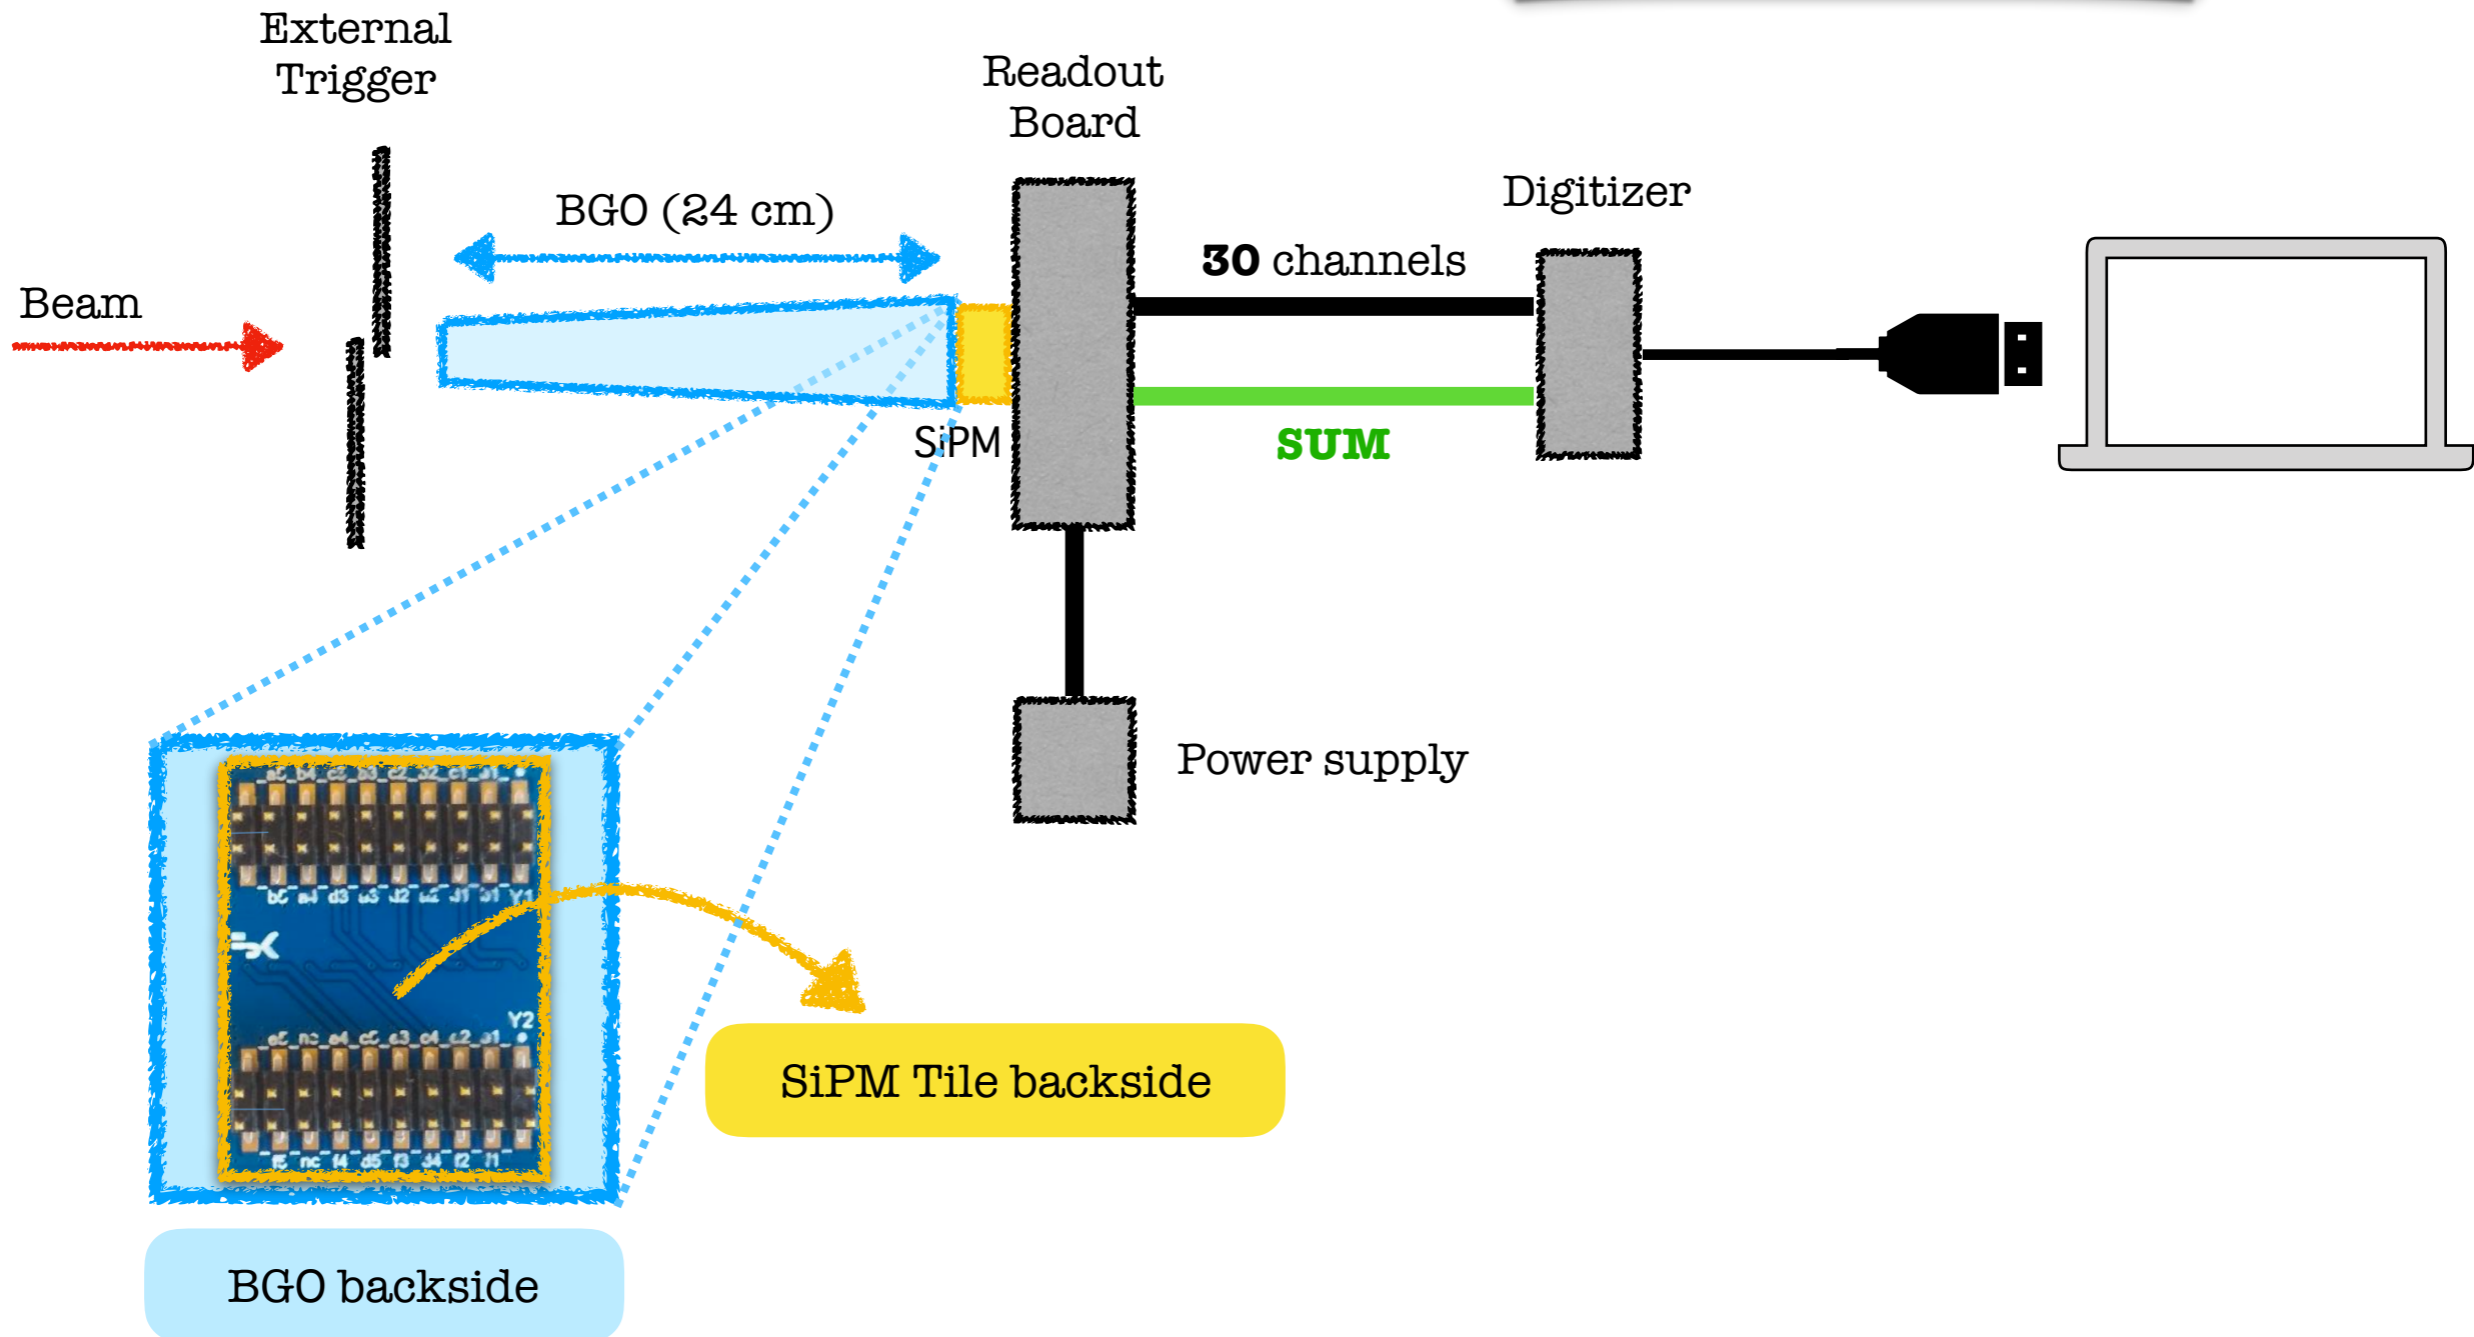 External
Trigger
Readout
Board
BGO (24 cm)
Digitizer
30 channels
Beam
SiPM
SUM
Power supply
Y2
SiPM Tile backside
BGO backside